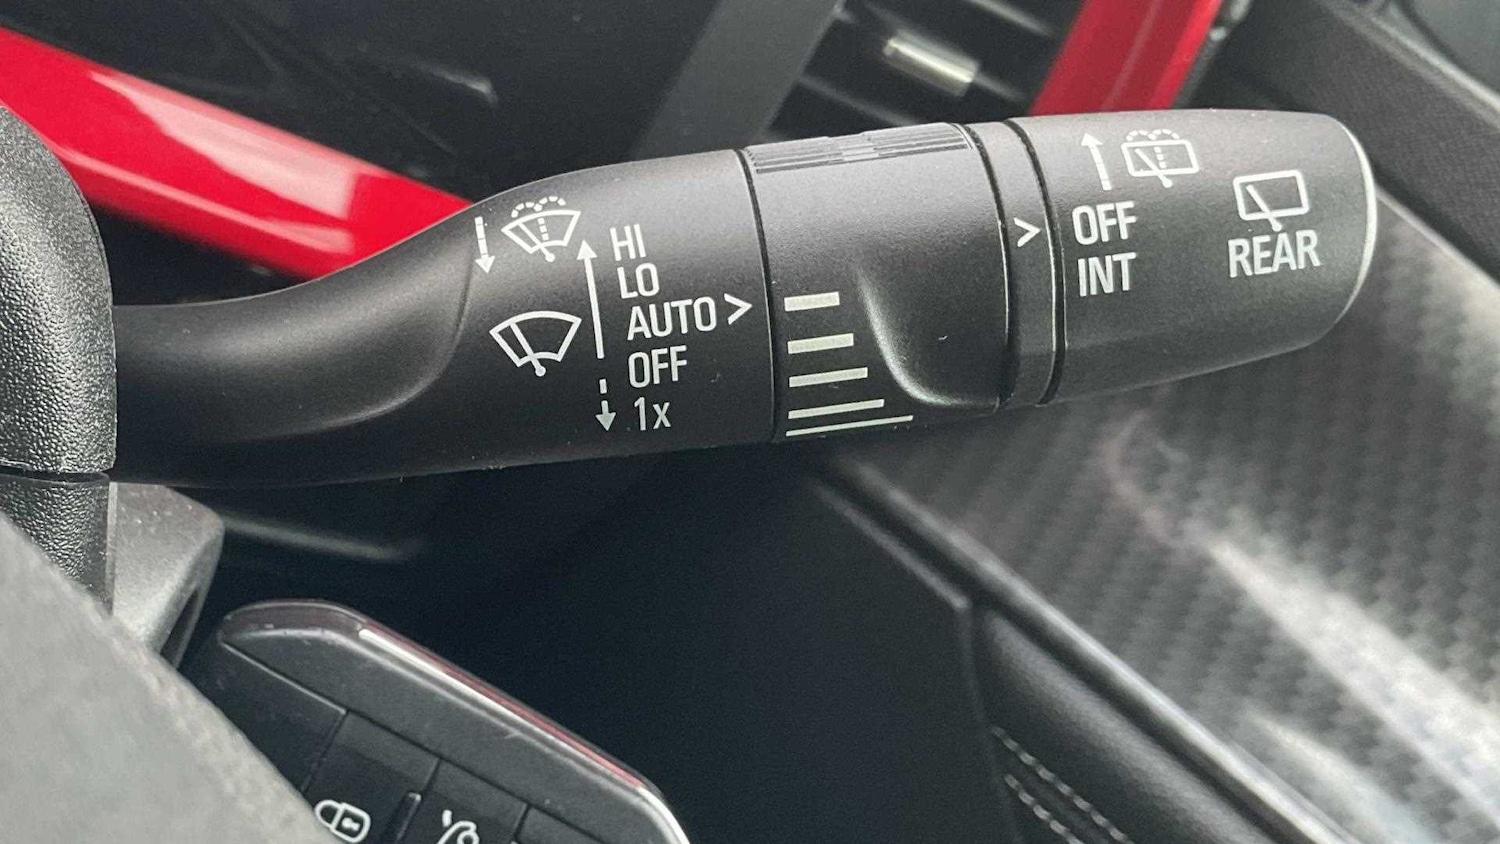 HI
LO
AUTO >
OFF
1x
>
OFF
INT
REAR